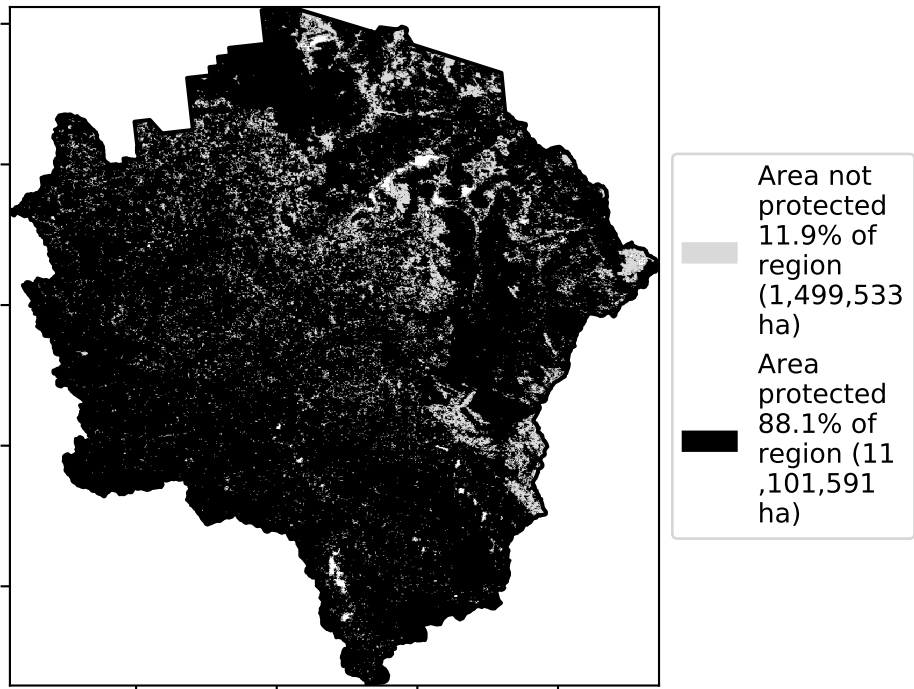 Area not
protected
11.9% of
region
(1,499,533
ha)
Area
protected
88.1% of
region (11
,101,591
ha)